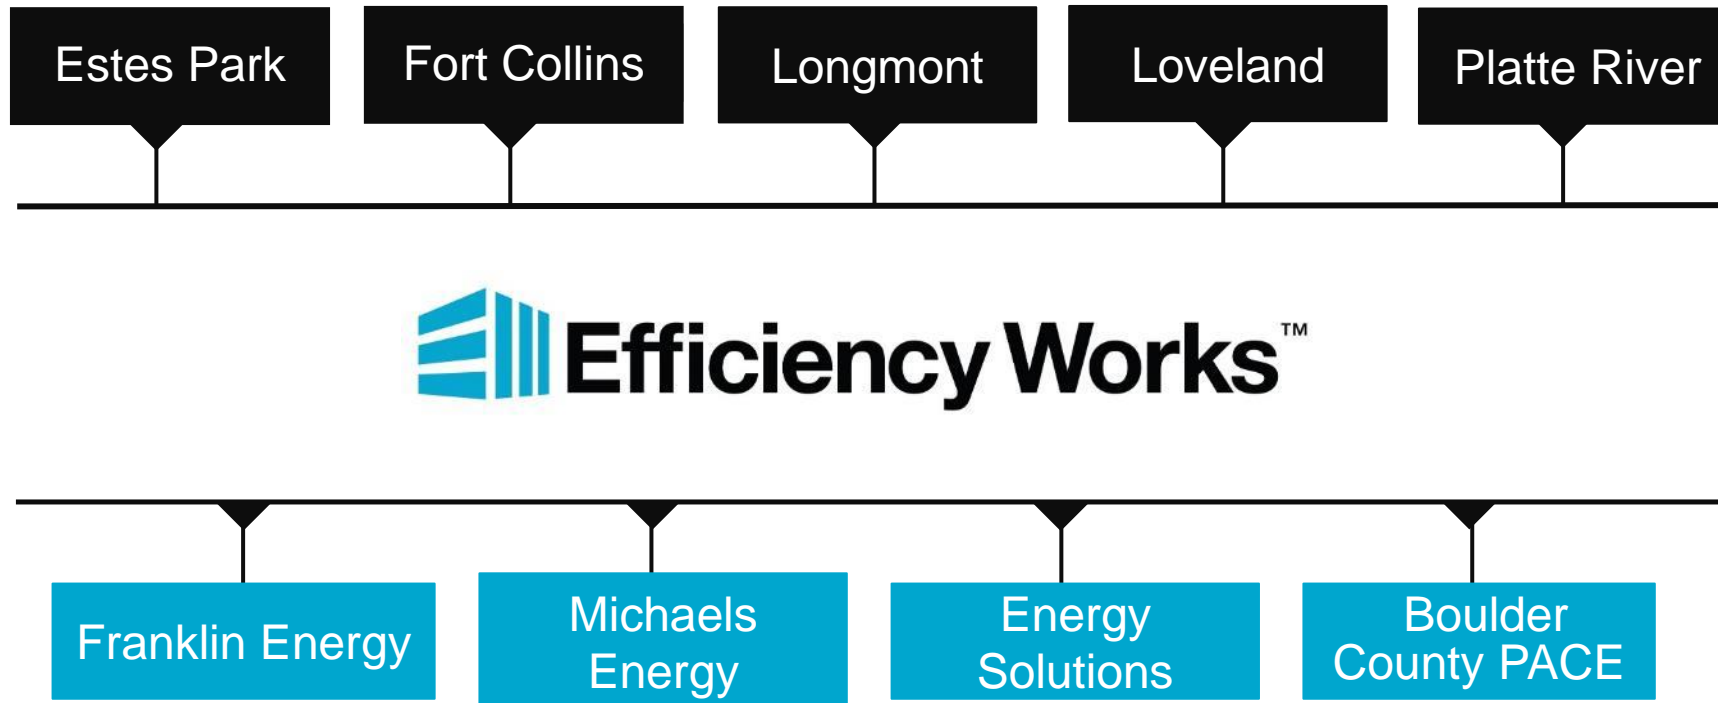 Estes Park
Fort Collins
Longmont
Loveland
Platte River
Efficiency Works™
Franklin Energy
Michaels
Energy
Energy
Solutions
Boulder
County PACE